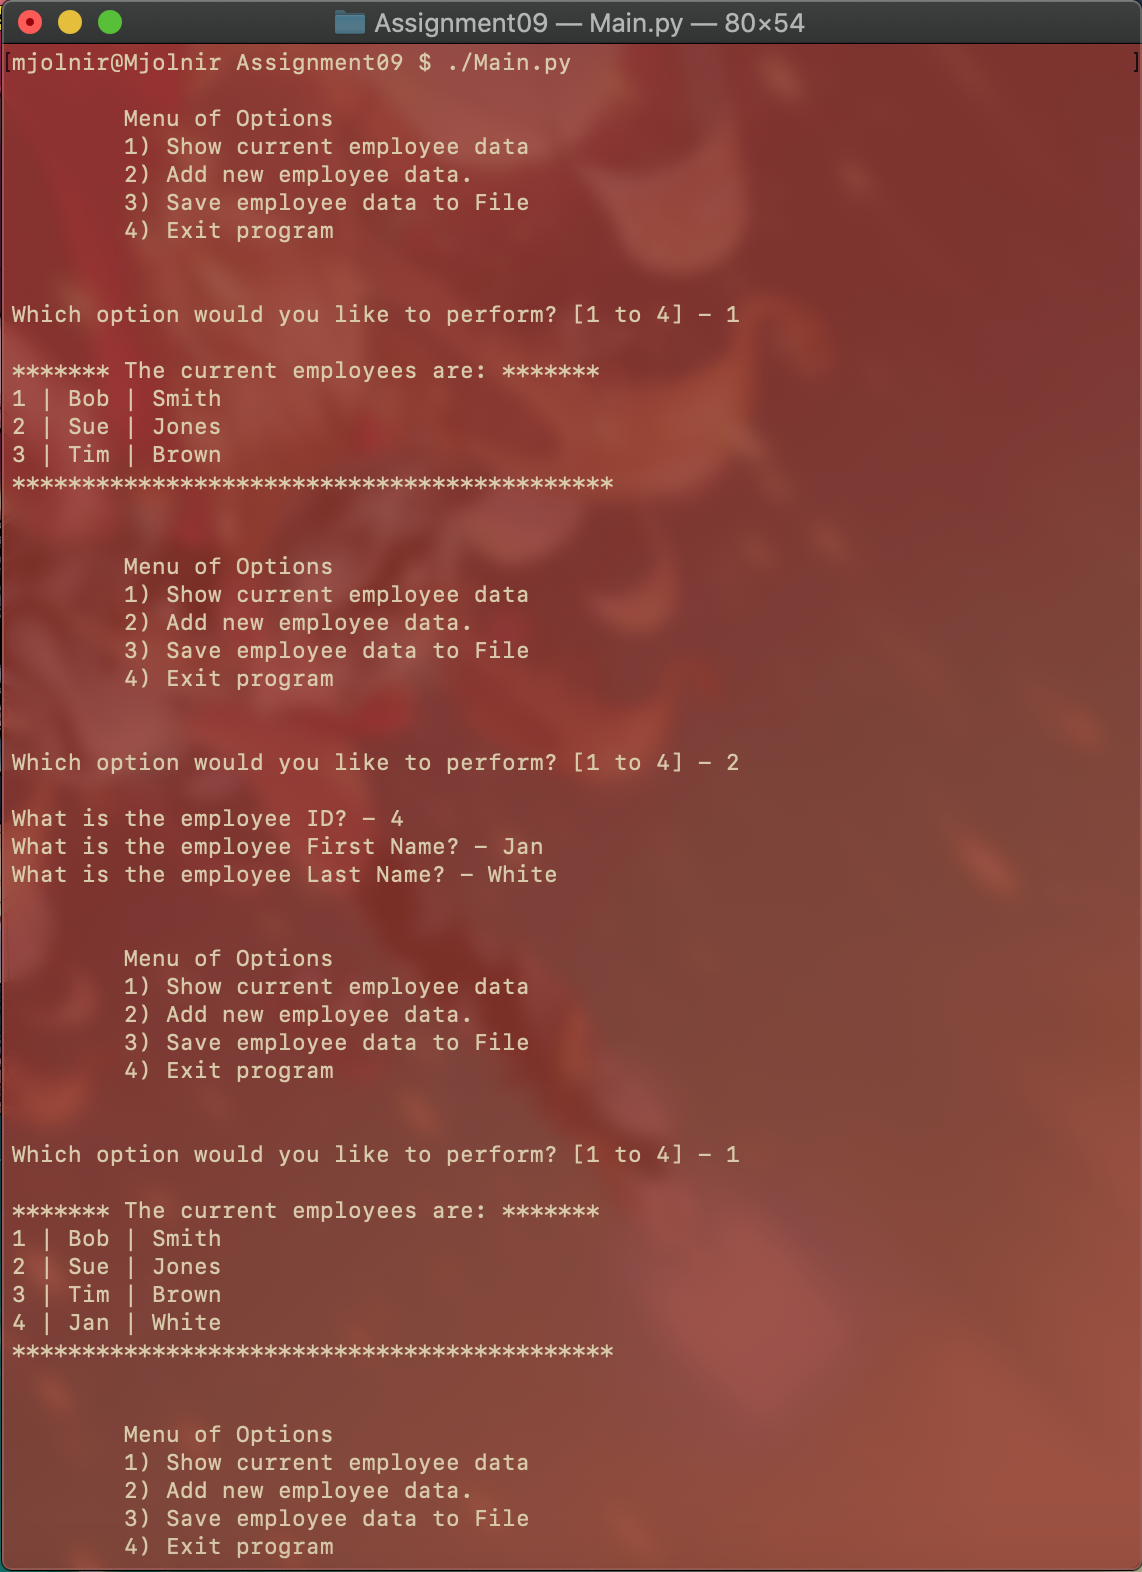 Assignment09 — Main.py — 80×54
[mjolnir@Mjolnir Assignment09 $ ./Main.py ]
Menu of Options
1) Show current employee data
2) Add new employee data.
3) Save employee data to File
4) Exit program
Which option would you like to perform? [1 to 4] - 1
******* The current employees are: *******
1 | Bob | Smith
2 | Sue | Jones
3 | Tim | Brown
*******************************************
Menu of Options
1) Show current employee data
2) Add new employee data.
3) Save employee data to File
4) Exit program
Which option would you like to perform? [1 to 4] - 2
What is the employee ID? - 4
What is the employee First Name? - Jan
What is the employee Last Name? - White
Menu of Options
1) Show current employee data
2) Add new employee data.
3) Save employee data to File
4) Exit program
Which option would you like to perform? [1 to 4] - 1
******* The current employees are: *******
1 | Bob | Smith
2 | Sue | Jones
3 | Tim | Brown
4 | Jan | White
*******************************************
Menu of Options
1) Show current employee data
2) Add new employee data.
3) Save employee data to File
4) Exit program